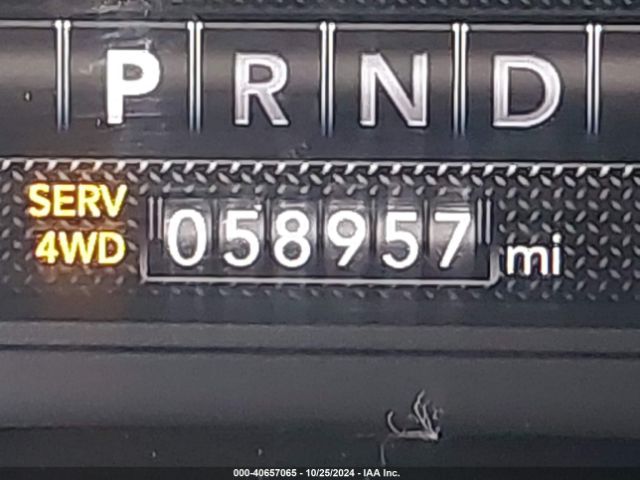 P R N D
SERV
4WD
058957 mi
000-40657065 - 10/25/2024 - IAA Inc.